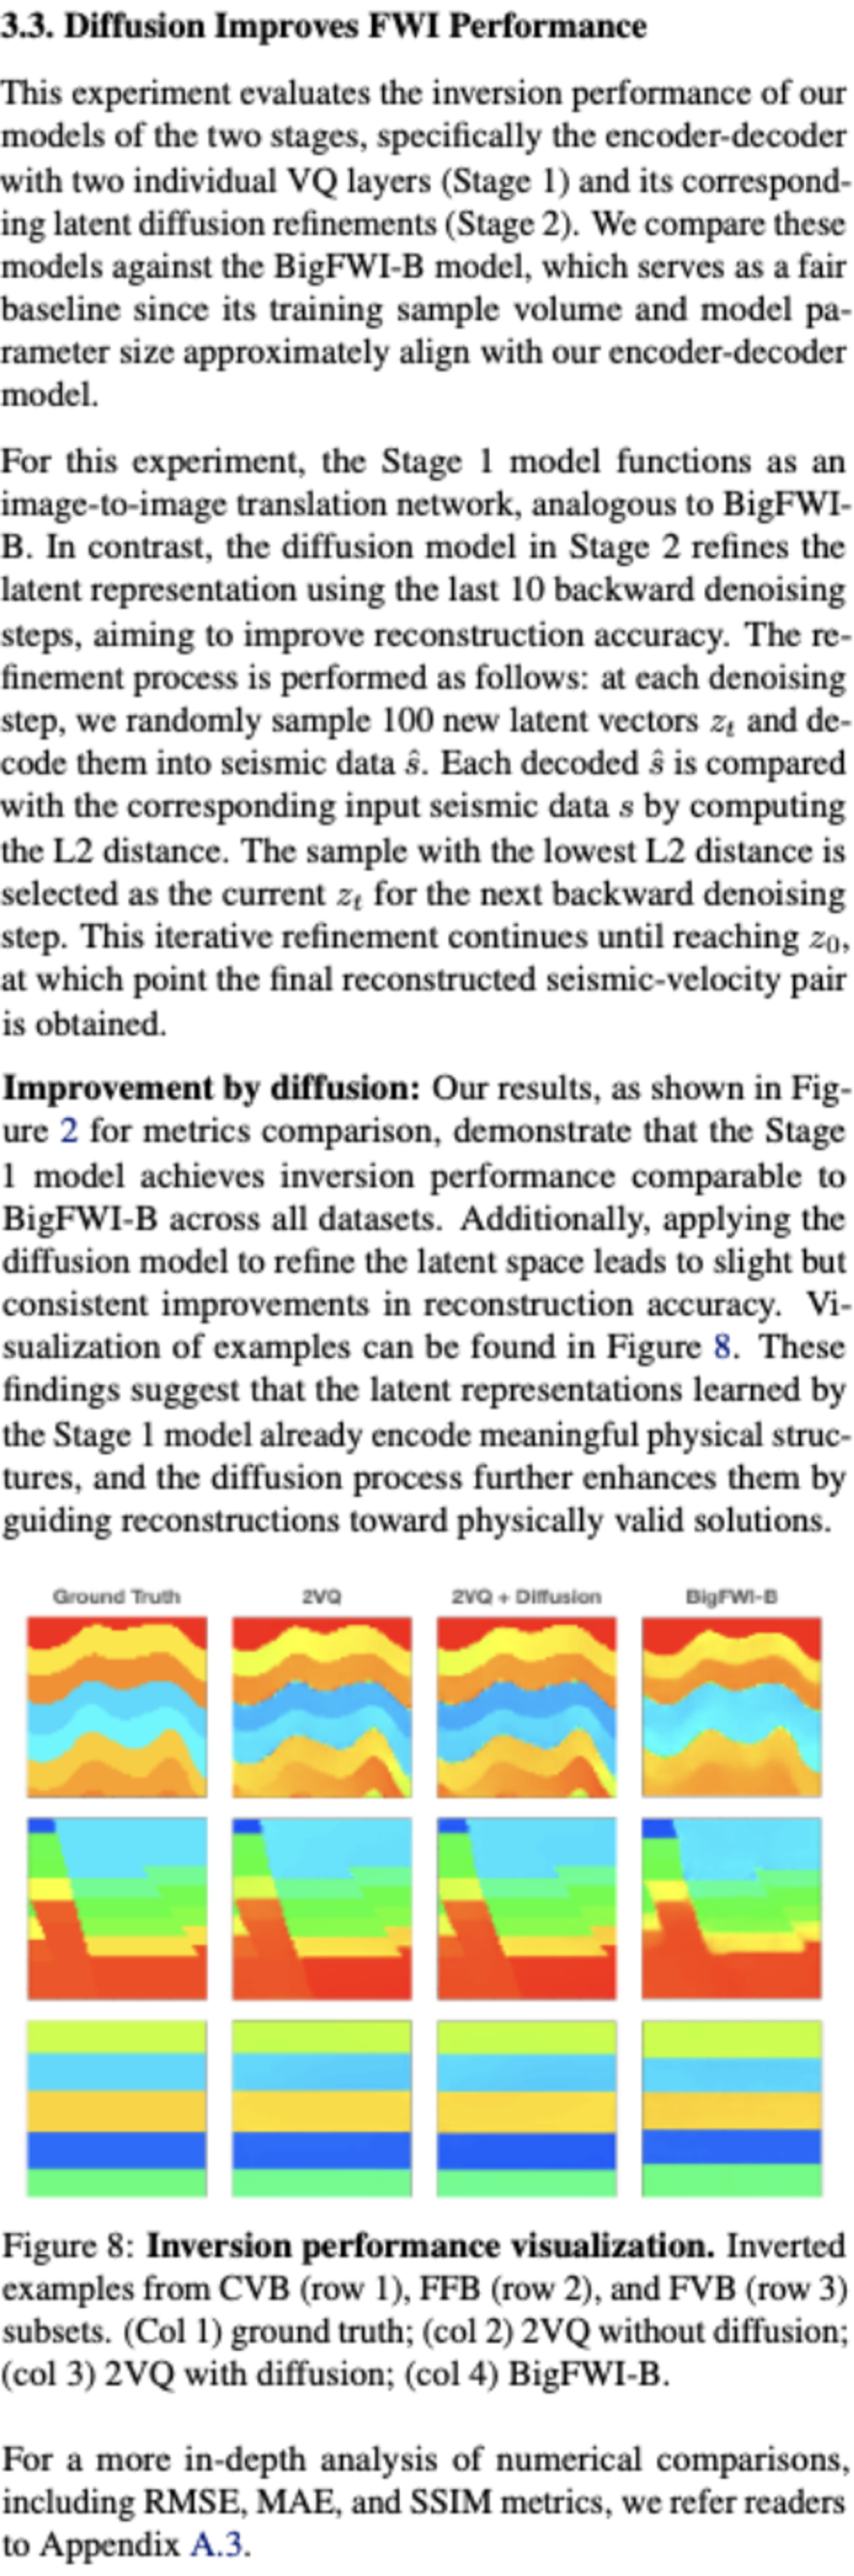 3.3. Diffusion Improves FWI Performance
This experiment evaluates the inversion performance of our
models of the two stages, specifically the encoder-decoder
with two individual VQ layers (Stage 1) and its correspond-
ing latent diffusion refinements (Stage 2). We compare these
models against the BigFWI-B model, which serves as a fair
baseline since its training sample volume and model pa-
rameter size approximately align with our encoder-decoder
model.
For this experiment, the Stage 1 model functions as an
image-to-image translation network, analogous to BigFWI-
B. In contrast, the diffusion model in Stage 2 refines the
latent representation using the last 10 backward denoising
steps, aiming to improve reconstruction accuracy. The re-
finement process is performed as follows: at each denoising
step, we randomly sample 100 new latent vectors zₜ and de-
code them into seismic data ŝ. Each decoded ŝ is compared
with the corresponding input seismic data s by computing
the L2 distance. The sample with the lowest L2 distance is
selected as the current zₜ for the next backward denoising
step. This iterative refinement continues until reaching z₀,
at which point the final reconstructed seismic-velocity pair
is obtained.
Improvement by diffusion: Our results, as shown in Fig-
ure 2 for metrics comparison, demonstrate that the Stage
1 model achieves inversion performance comparable to
BigFWI-B across all datasets. Additionally, applying the
diffusion model to refine the latent space leads to slight but
consistent improvements in reconstruction accuracy. Vi-
sualization of examples can be found in Figure 8. These
findings suggest that the latent representations learned by
the Stage 1 model already encode meaningful physical struc-
tures, and the diffusion process further enhances them by
guiding reconstructions toward physically valid solutions.
Ground Truth 2VQ 2VQ + Diffusion BigFWI-B
Figure 8: Inversion performance visualization. Inverted
examples from CVB (row 1), FFB (row 2), and FVB (row 3)
subsets. (Col 1) ground truth; (col 2) 2VQ without diffusion;
(col 3) 2VQ with diffusion; (col 4) BigFWI-B.
For a more in-depth analysis of numerical comparisons,
including RMSE, MAE, and SSIM metrics, we refer readers
to Appendix A.3.